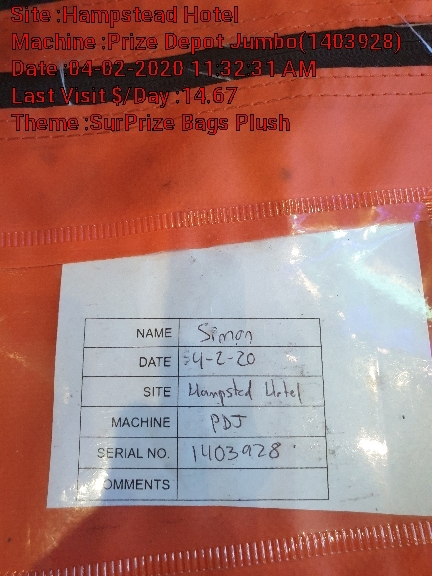 Site :Hampstead Hotel
Machine :Prize Depot Jumbo(1403928)
Date :04-02-2020 11:32:31 AM
Last Visit $/Day :14.67
Theme :SurPrize Bags Plush
NAME Simon
DATE 4-2-20
SITE Hampsted Hotel
MACHINE PDJ
SERIAL NO. 1403928
OMMENTS